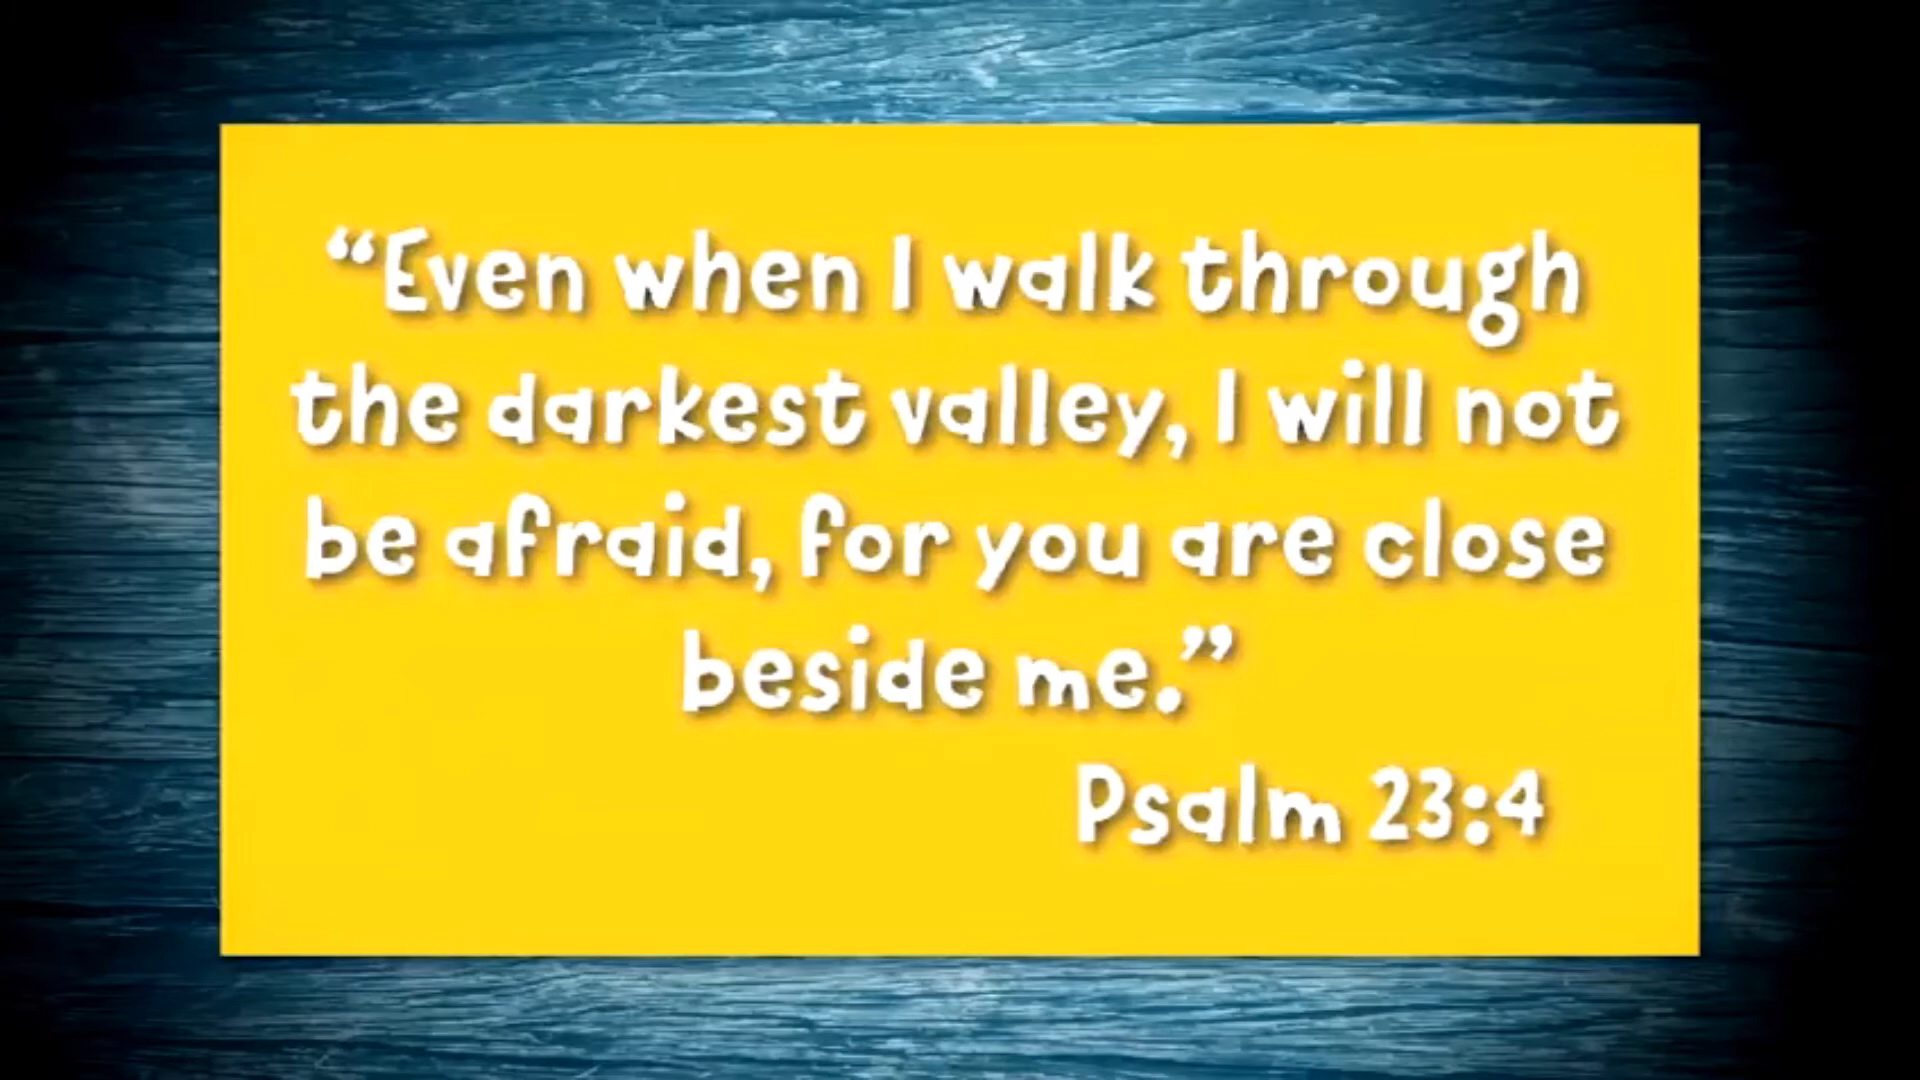 “Even when I walk through
the darkest valley, I will not
be afraid, for you are close
beside me.”
Psalm 23:4